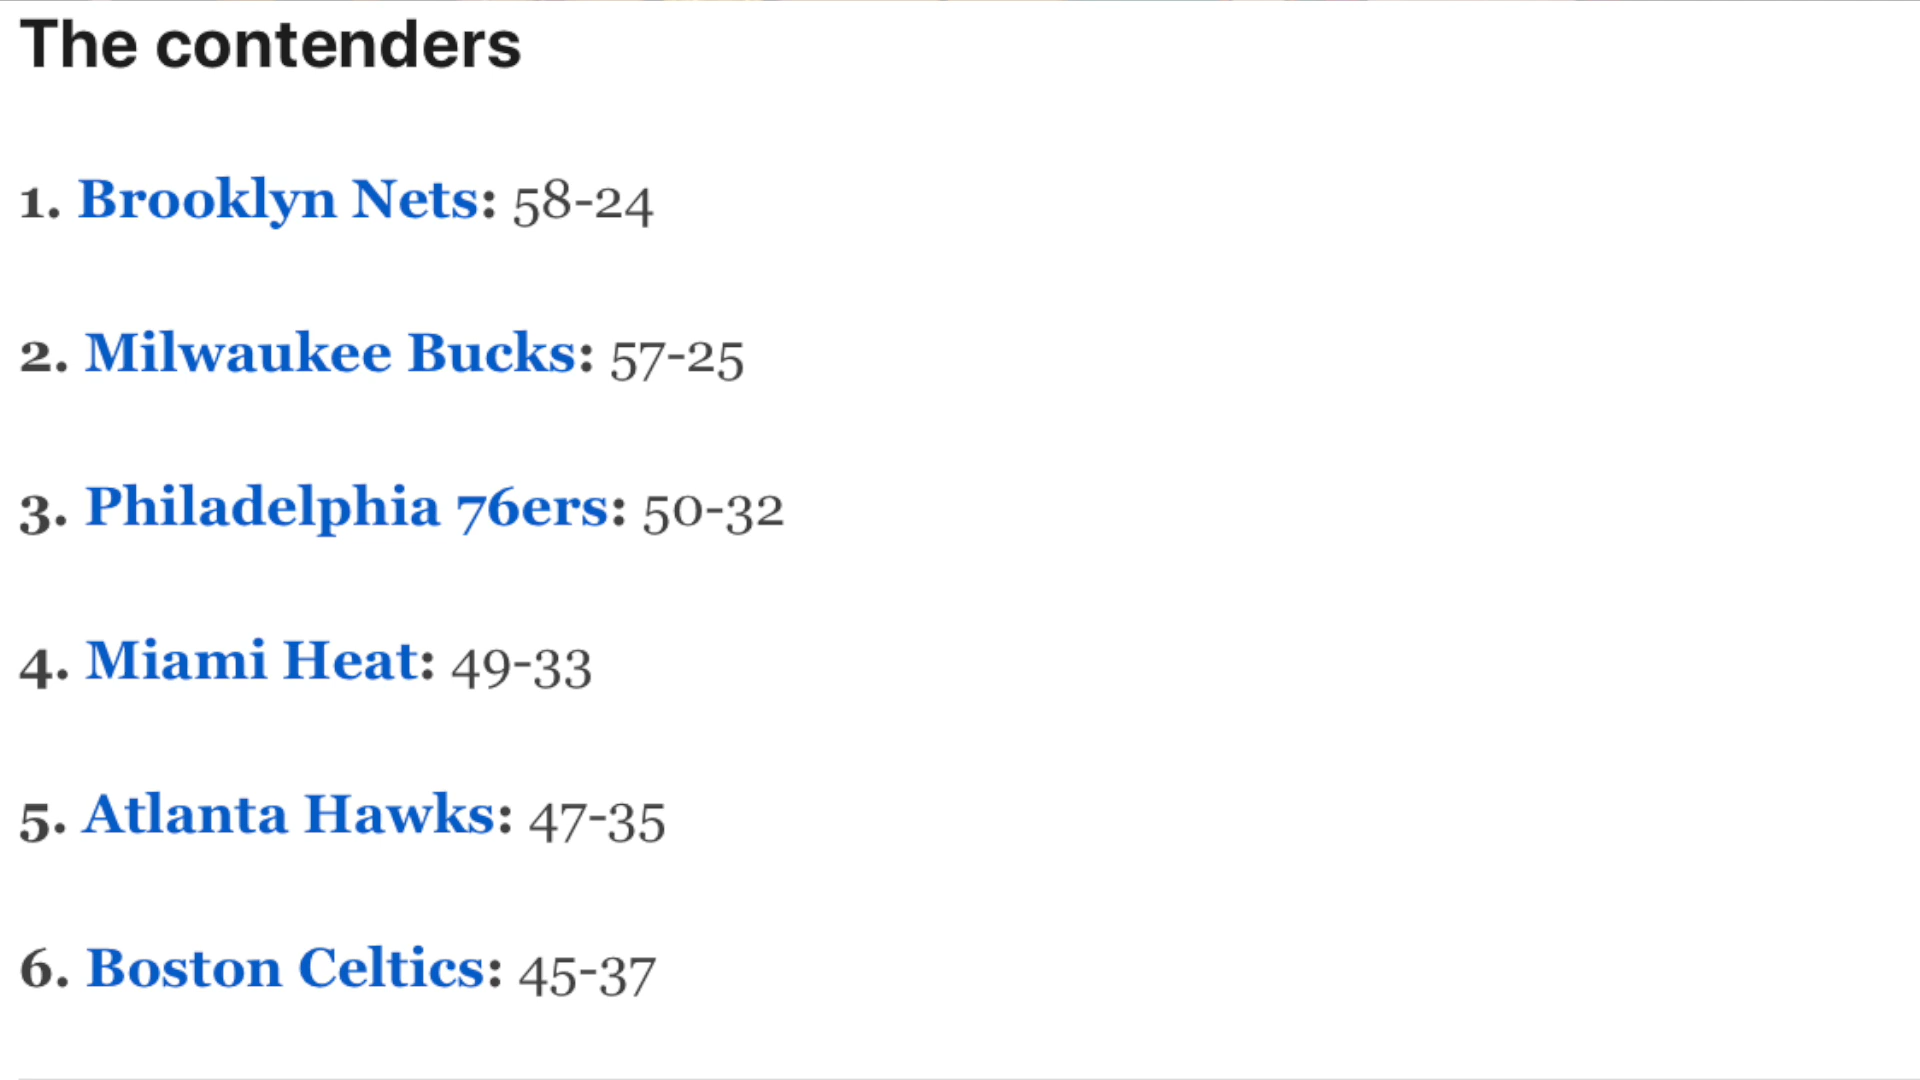 The contenders
1. Brooklyn Nets: 58-24
2. Milwaukee Bucks: 57-25
3. Philadelphia 76ers: 50-32
4. Miami Heat: 49-33
5. Atlanta Hawks: 47-35
6. Boston Celtics: 45-37